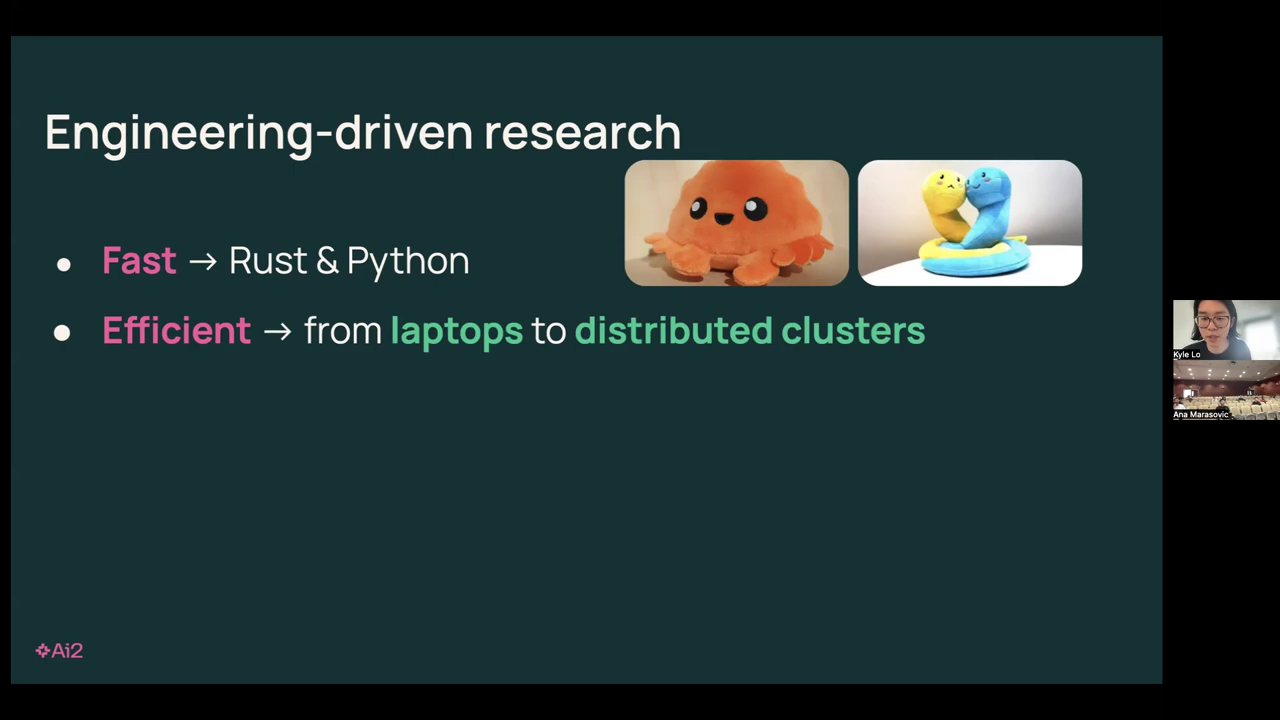 Engineering-driven research
● Fast → Rust & Python
● Efficient → from laptops to distributed clusters
Kyle Lo
Ana Marasovic
Ai2